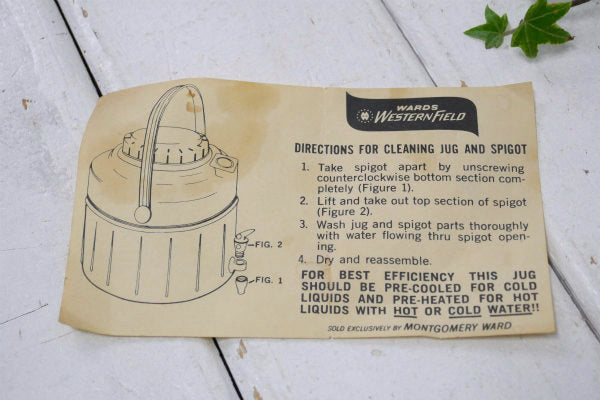 WARDS
WESTERN FIELD
DIRECTIONS FOR CLEANING JUG AND SPIGOT
1. Take spigot apart by unscrewing
counterclockwise bottom section com-
pletely (Figure 1).
2. Lift and take out top section of spigot
(Figure 2).
3. Wash jug and spigot parts thoroughly
with water flowing thru spigot open-
ing.
4. Dry and reassemble.
FOR BEST EFFICIENCY THIS JUG
SHOULD BE PRE-COOLED FOR COLD
LIQUIDS AND PRE-HEATED FOR HOT
LIQUIDS WITH HOT OR COLD WATER!!
SOLD EXCLUSIVELY BY MONTGOMERY WARD
FIG. 2
FIG. 1